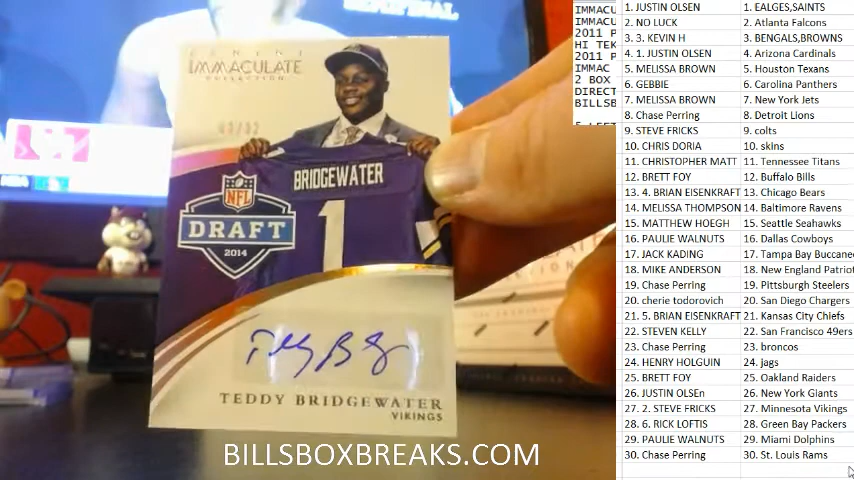 PANINI
IMMACULATE
COLLECTION
BRIDGEWATER
1
NFL
DRAFT
2014
TEDDY BRIDGEWATER
VIKINGS
BILLSBOXBREAKS.COM
IMMACU
IMMACU
2011 P
HI TEK
2011 P
IMMAC
2 BOX
DIRECT
BILLSB
1. JUSTIN OLSEN 1. EALGES,SAINTS
2. NO LUCK 2. Atlanta Falcons
3. 3. KEVIN H 3. BENGALS,BROWNS
4. 1. JUSTIN OLSEN 4. Arizona Cardinals
5. MELISSA BROWN 5. Houston Texans
6. GEBBIE 6. Carolina Panthers
7. MELISSA BROWN 7. New York Jets
8. Chase Perring 8. Detroit Lions
9. STEVE FRICKS 9. colts
10. CHRIS DORIA 10. skins
11. CHRISTOPHER MATT 11. Tennessee Titans
12. BRETT FOY 12. Buffalo Bills
13. 4. BRIAN EISENKRAFT 13. Chicago Bears
14. MELISSA THOMPSON 14. Baltimore Ravens
15. MATTHEW HOEGH 15. Seattle Seahawks
16. PAULIE WALNUTS 16. Dallas Cowboys
17. JACK KADING 17. Tampa Bay Buccanee
18. MIKE ANDERSON 18. New England Patriot
19. Chase Perring 19. Pittsburgh Steelers
20. cherie todorovich 20. San Diego Chargers
21. 5. BRIAN EISENKRAFT 21. Kansas City Chiefs
22. STEVEN KELLY 22. San Francisco 49ers
23. Chase Perring 23. broncos
24. HENRY HOLGUIN 24. jags
25. BRETT FOY 25. Oakland Raiders
26. JUSTIN OLSEn 26. New York Giants
27. 2. STEVE FRICKS 27. Minnesota Vikings
28. 6. RICK LOFTIS 28. Green Bay Packers
29. PAULIE WALNUTS 29. Miami Dolphins
30. Chase Perring 30. St. Louis Rams